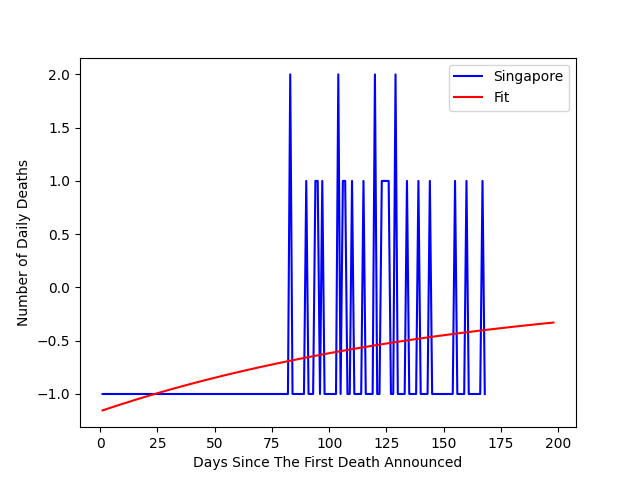 Singapore
Fit
Number of Daily Deaths
2.0
1.5
1.0
0.5
0.0
−0.5
−1.0
0 25 50 75 100 125 150 175 200
Days Since The First Death Announced